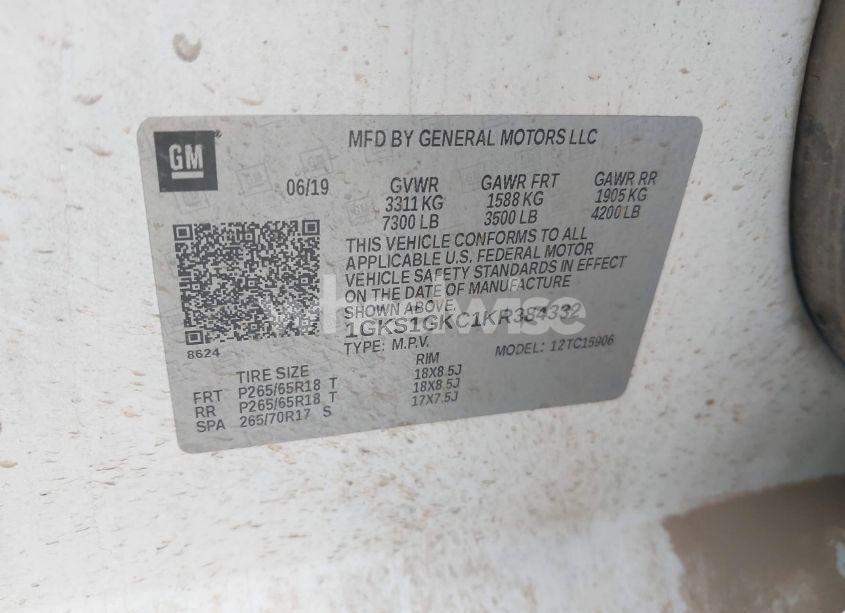 GM®
MFD BY GENERAL MOTORS LLC
06/19 GVWR GAWR FRT GAWR RR
3311 KG 1588 KG 1905 KG
7300 LB 3500 LB 4200 LB
THIS VEHICLE CONFORMS TO ALL
APPLICABLE U.S. FEDERAL MOTOR
VEHICLE SAFETY STANDARDS IN EFFECT
ON THE DATE OF MANUFACTURE
SHOWN ABOVE.
1GKS1GKC1KR384332
8624
TYPE: M.P.V. MODEL: 12TC15906
TIRE SIZE RIM
FRT P265/65R18 T 18X8.5J
RR P265/65R18 T 18X8.5J
SPA 265/70R17 S 17X7.5J